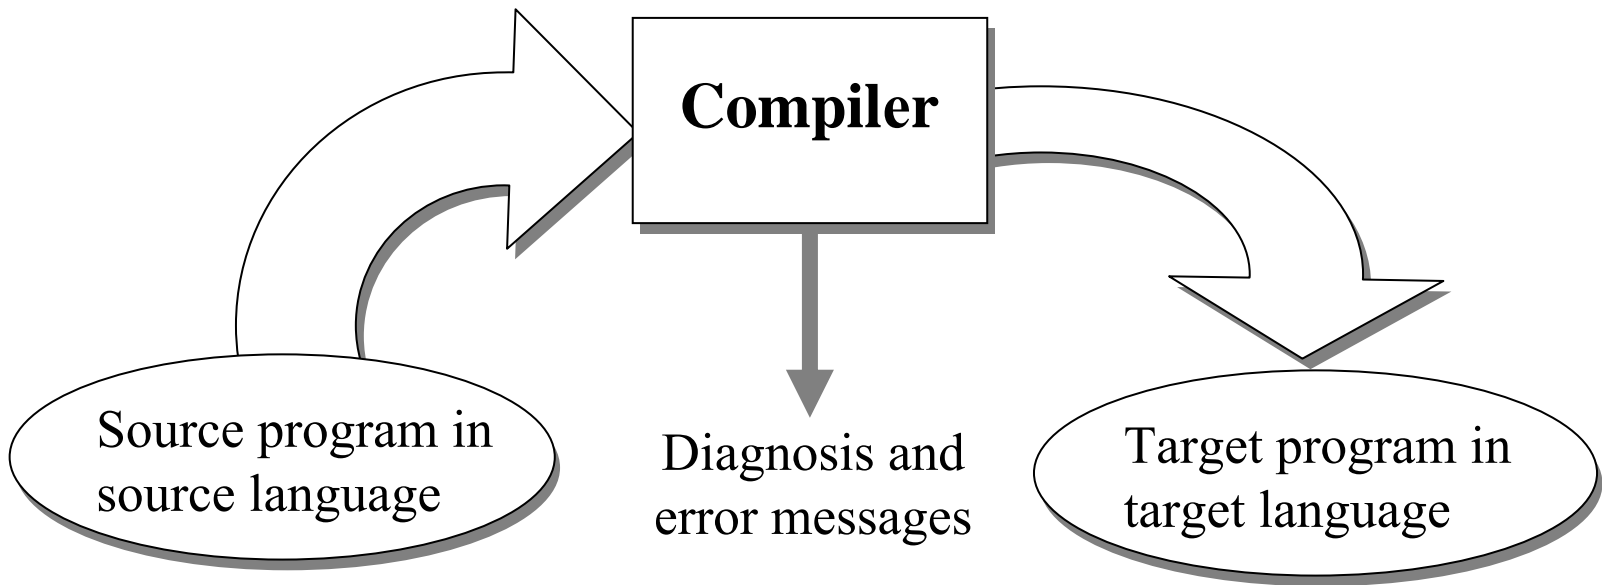 Compiler
Source program in
source language
Diagnosis and
error messages
Target program in
target language